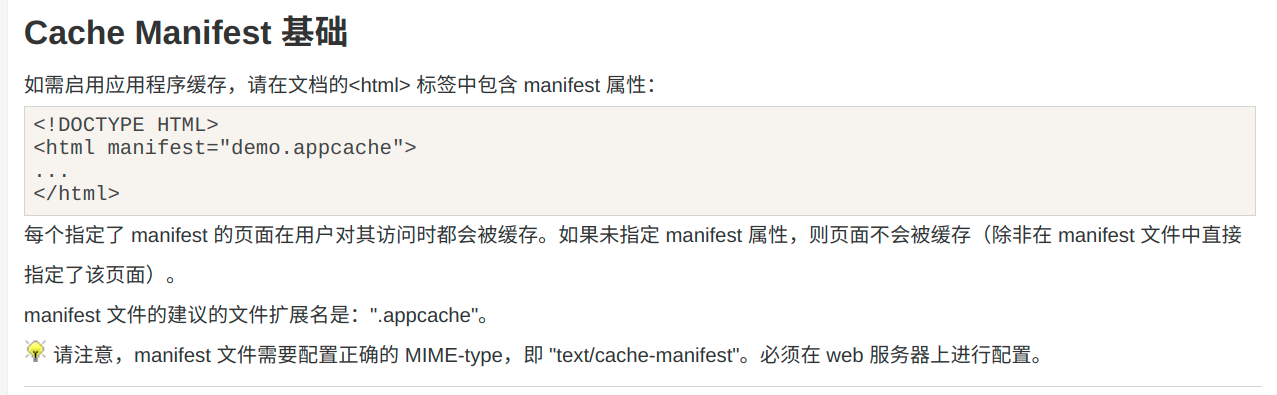 Cache Manifest 基础
如需启用应用程序缓存，请在文档的<html> 标签中包含 manifest 属性：
<!DOCTYPE HTML>
<html manifest="demo.appcache">
...
</html>
每个指定了 manifest 的页面在用户对其访问时都会被缓存。如果未指定 manifest 属性，则页面不会被缓存（除非在 manifest 文件中直接
指定了该页面）。
manifest 文件的建议的文件扩展名是：".appcache"。
请注意，manifest 文件需要配置正确的 MIME-type，即 "text/cache-manifest"。必须在 web 服务器上进行配置。